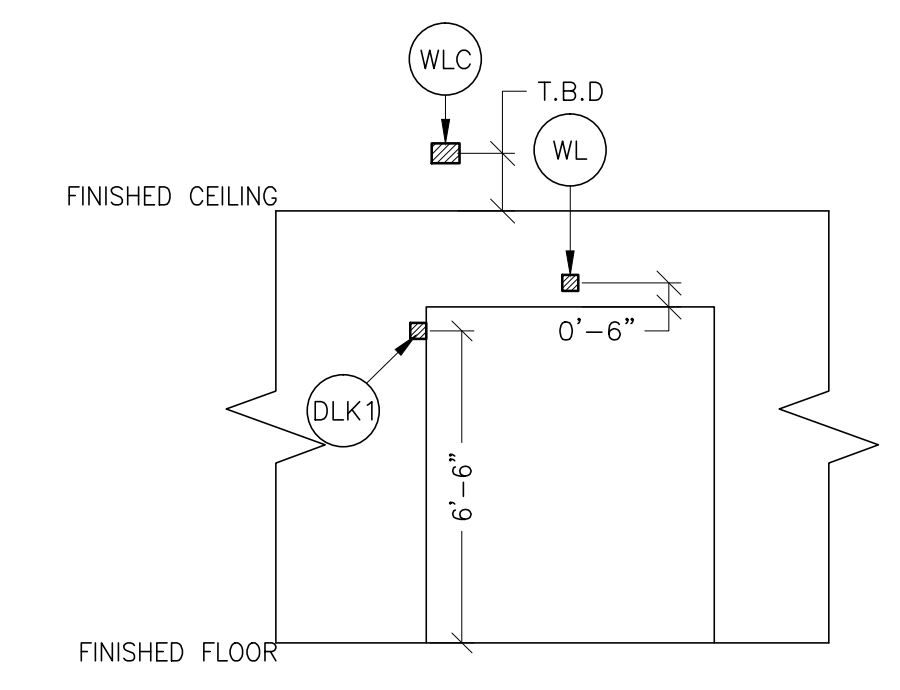 WLC
T.B.D
WL
FINISHED CEILING
0'-6"
DLK1
6'-6"
FINISHED FLOOR